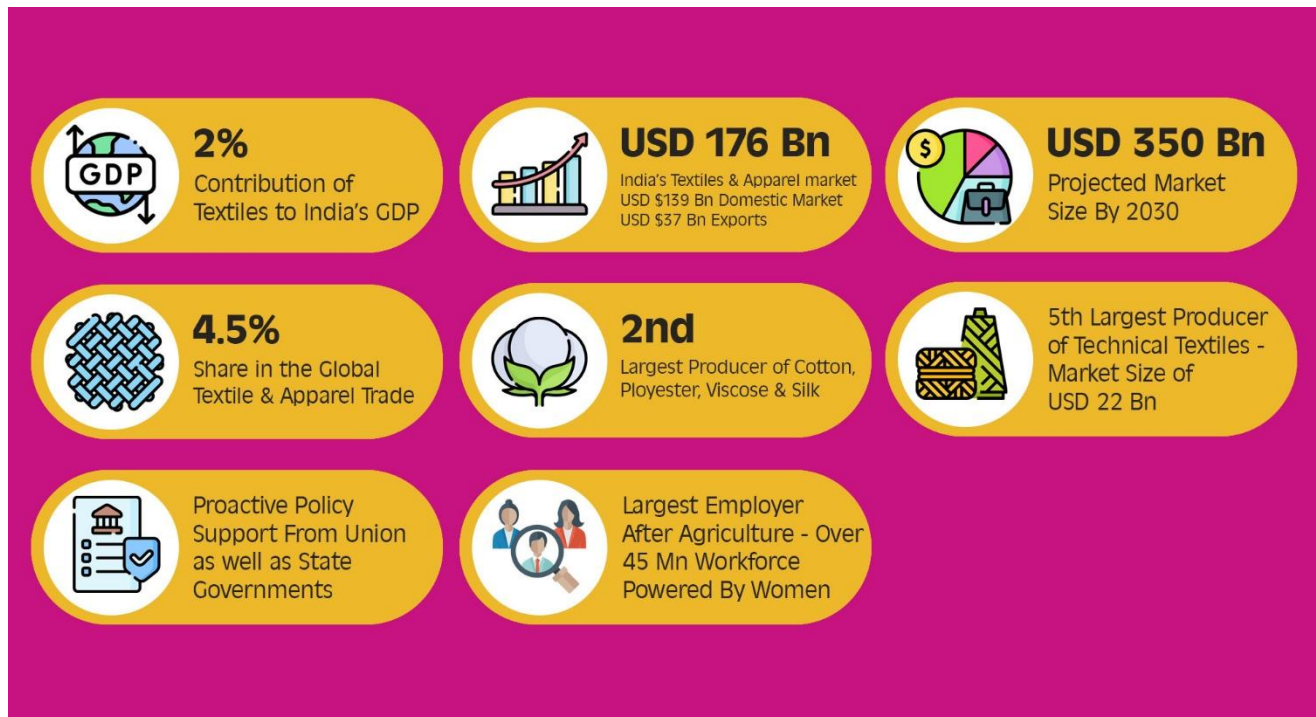 GDP
2%
Contribution of
Textiles to India's GDP
USD 176 Bn
India's Textiles & Apparel market
USD $139 Bn Domestic Market
USD $37 Bn Exports
$
USD 350 Bn
Projected Market
Size By 2030
4.5%
Share in the Global
Textile & Apparel Trade
2nd
Largest Producer of Cotton,
Ployester, Viscose & Silk
5th Largest Producer
of Technical Textiles -
Market Size of
USD 22 Bn
Proactive Policy
Support From Union
as well as State
Governments
Largest Employer
After Agriculture - Over
45 Mn Workforce
Powered By Women